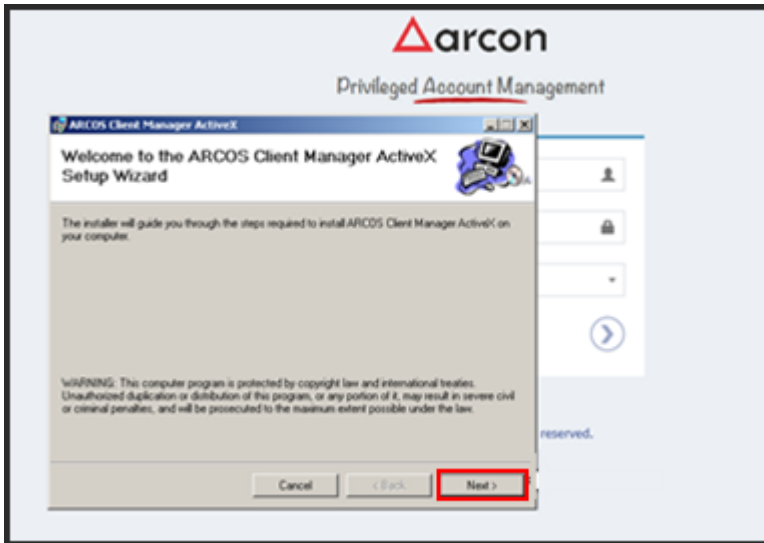 arcon
Privileged Account Management
ARCOS Client Manager ActiveX
Welcome to the ARCOS Client Manager ActiveX
Setup Wizard
The installer will guide you through the steps required to install ARCOS Client Manager ActiveX on
your computer.
WARNING: This computer program is protected by copyright law and international treaties.
Unauthorized duplication or distribution of this program, or any portion of it, may result in severe civil
or criminal penalties, and will be prosecuted to the maximum extent possible under the law.
reserved.
Cancel
< Back
Next >